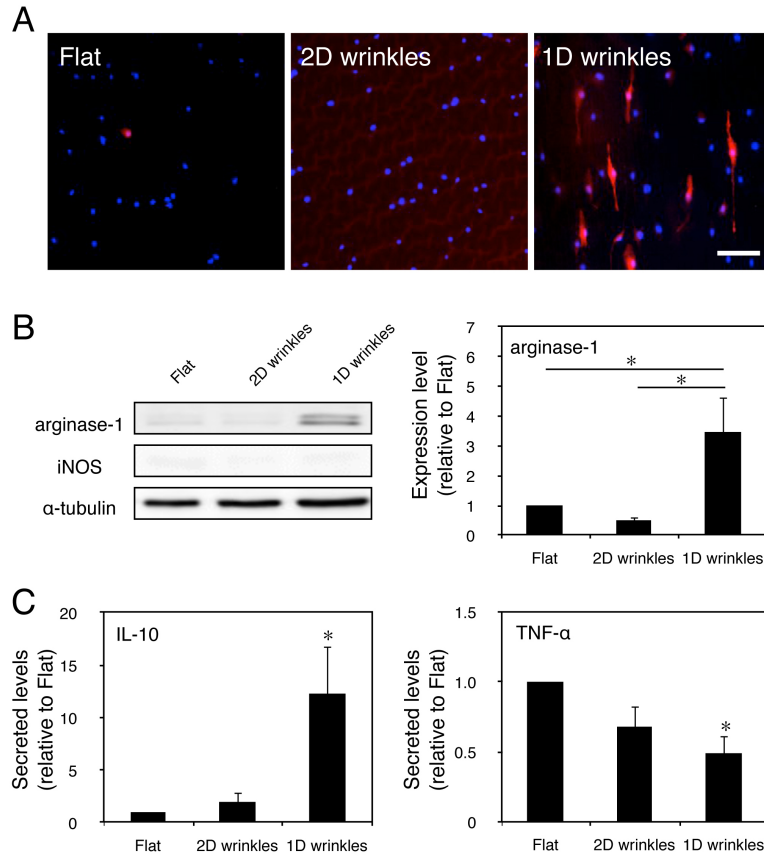 A
Flat
2D wrinkles
1D wrinkles
B
Flat
2D wrinkles
1D wrinkles
arginase-1
iNOS
α-tubulin
Expression level
(relative to Flat)
7
6
5
4
3
2
1
0
arginase-1
*
*
Flat
2D wrinkles
1D wrinkles
C
Secreted levels
(relative to Flat)
20
15
10
5
0
IL-10
*
Flat
2D wrinkles
1D wrinkles
Secreted levels
(relative to Flat)
1.5
1.0
0.5
0
TNF-α
*
Flat
2D wrinkles
1D wrinkles